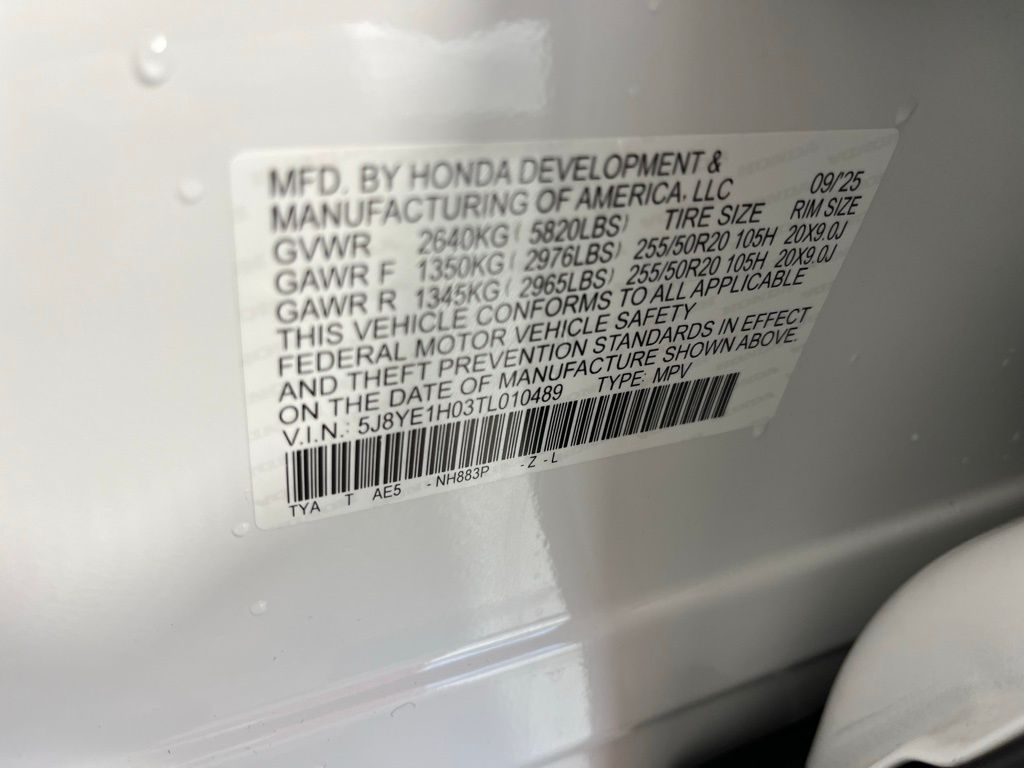 MFD. BY HONDA DEVELOPMENT &
MANUFACTURING OF AMERICA, LLC 09/'25
GVWR 2640KG ( 5820LBS) TIRE SIZE RIM SIZE
GAWR F 1350KG ( 2976LBS) 255/50R20 105H 20X9.0J
GAWR R 1345KG ( 2965LBS) 255/50R20 105H 20X9.0J
THIS VEHICLE CONFORMS TO ALL APPLICABLE
FEDERAL MOTOR VEHICLE SAFETY
AND THEFT PREVENTION STANDARDS IN EFFECT
ON THE DATE OF MANUFACTURE SHOWN ABOVE.
V.I.N.: 5J8YE1H03TL010489 TYPE: MPV
TYA T AE5 - NH883P - Z - L